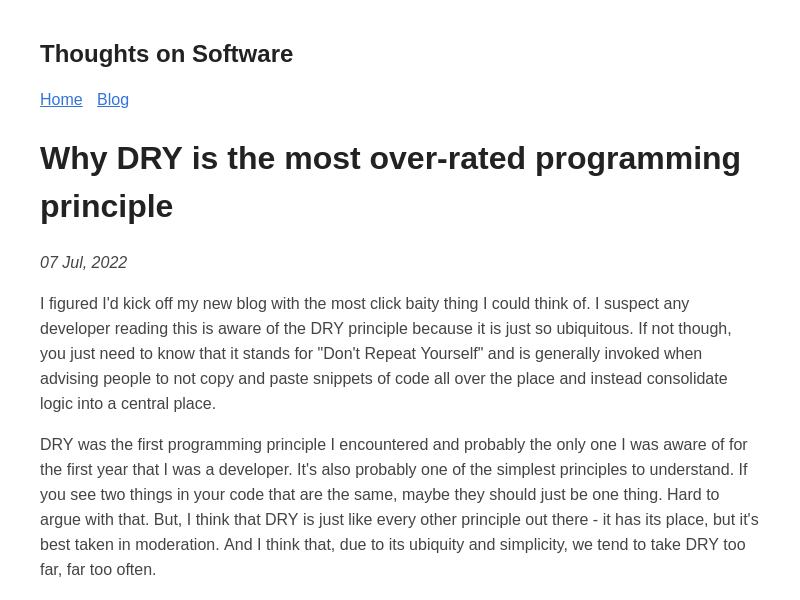 Thoughts on Software
Home Blog
Why DRY is the most over-rated programming
principle
07 Jul, 2022
I figured I'd kick off my new blog with the most click baity thing I could think of. I suspect any
developer reading this is aware of the DRY principle because it is just so ubiquitous. If not though,
you just need to know that it stands for "Don't Repeat Yourself" and is generally invoked when
advising people to not copy and paste snippets of code all over the place and instead consolidate
logic into a central place.
DRY was the first programming principle I encountered and probably the only one I was aware of for
the first year that I was a developer. It's also probably one of the simplest principles to understand. If
you see two things in your code that are the same, maybe they should just be one thing. Hard to
argue with that. But, I think that DRY is just like every other principle out there - it has its place, but it's
best taken in moderation. And I think that, due to its ubiquity and simplicity, we tend to take DRY too
far, far too often.